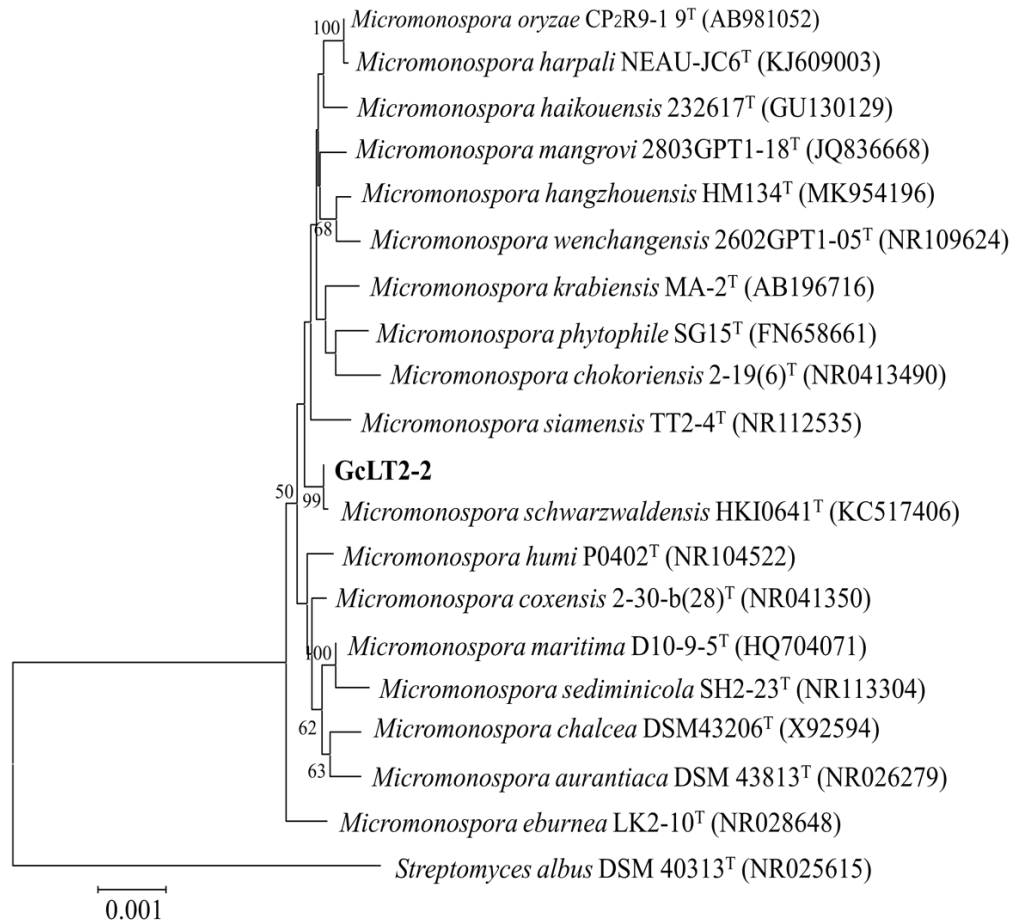 100
Micromonospora oryzae CP₂R9-1 9ᵀ (AB981052)
Micromonospora harpali NEAU-JC6ᵀ (KJ609003)
Micromonospora haikouensis 232617ᵀ (GU130129)
Micromonospora mangrovi 2803GPT1-18ᵀ (JQ836668)
Micromonospora hangzhouensis HM134ᵀ (MK954196)
68
Micromonospora wenchangensis 2602GPT1-05ᵀ (NR109624)
Micromonospora krabiensis MA-2ᵀ (AB196716)
Micromonospora phytophile SG15ᵀ (FN658661)
Micromonospora chokoriensis 2-19(6)ᵀ (NR0413490)
Micromonospora siamensis TT2-4ᵀ (NR112535)
GcLT2-2
50
99
Micromonospora schwarzwaldensis HKI0641ᵀ (KC517406)
Micromonospora humi P0402ᵀ (NR104522)
Micromonospora coxensis 2-30-b(28)ᵀ (NR041350)
100
Micromonospora maritima D10-9-5ᵀ (HQ704071)
Micromonospora sediminicola SH2-23ᵀ (NR113304)
62
Micromonospora chalcea DSM43206ᵀ (X92594)
63
Micromonospora aurantiaca DSM 43813ᵀ (NR026279)
Micromonospora eburnea LK2-10ᵀ (NR028648)
Streptomyces albus DSM 40313ᵀ (NR025615)
0.001